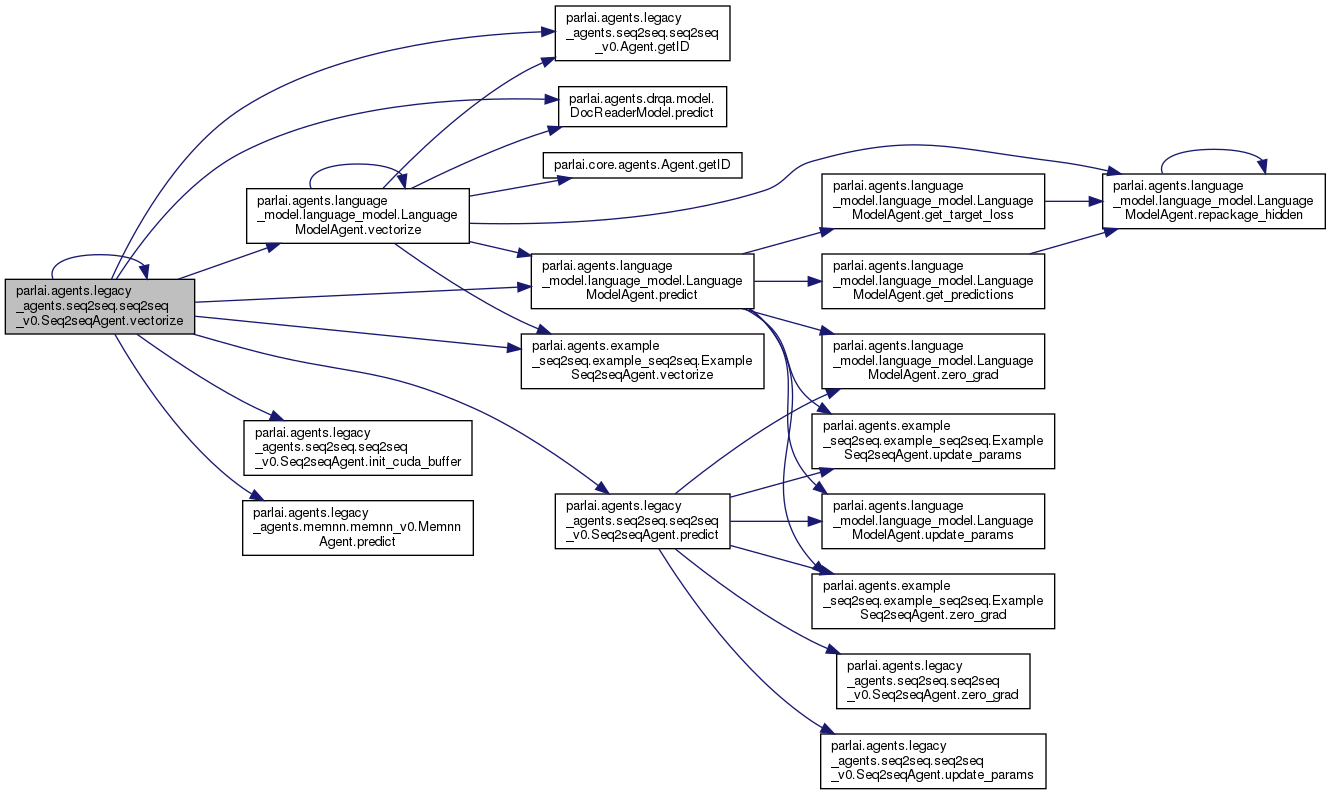 parlai.agents.legacy
_agents.seq2seq.seq2seq
_v0.Agent.getID
parlai.agents.drqa.model.
DocReaderModel.predict
parlai.core.agents.Agent.getID
parlai.agents.language
_model.language_model.Language
ModelAgent.get_target_loss
parlai.agents.language
_model.language_model.Language
ModelAgent.repackage_hidden
parlai.agents.language
_model.language_model.Language
ModelAgent.vectorize
parlai.agents.language
_model.language_model.Language
ModelAgent.predict
parlai.agents.language
_model.language_model.Language
ModelAgent.get_predictions
parlai.agents.legacy
_agents.seq2seq.seq2seq
_v0.Seq2seqAgent.vectorize
parlai.agents.example
_seq2seq.example_seq2seq.Example
Seq2seqAgent.vectorize
parlai.agents.language
_model.language_model.Language
ModelAgent.zero_grad
parlai.agents.legacy
_agents.seq2seq.seq2seq
_v0.Seq2seqAgent.init_cuda_buffer
parlai.agents.example
_seq2seq.example_seq2seq.Example
Seq2seqAgent.update_params
parlai.agents.legacy
_agents.memnn.memnn_v0.Memnn
Agent.predict
parlai.agents.legacy
_agents.seq2seq.seq2seq
_v0.Seq2seqAgent.predict
parlai.agents.language
_model.language_model.Language
ModelAgent.update_params
parlai.agents.example
_seq2seq.example_seq2seq.Example
Seq2seqAgent.zero_grad
parlai.agents.legacy
_agents.seq2seq.seq2seq
_v0.Seq2seqAgent.zero_grad
parlai.agents.legacy
_agents.seq2seq.seq2seq
_v0.Seq2seqAgent.update_params